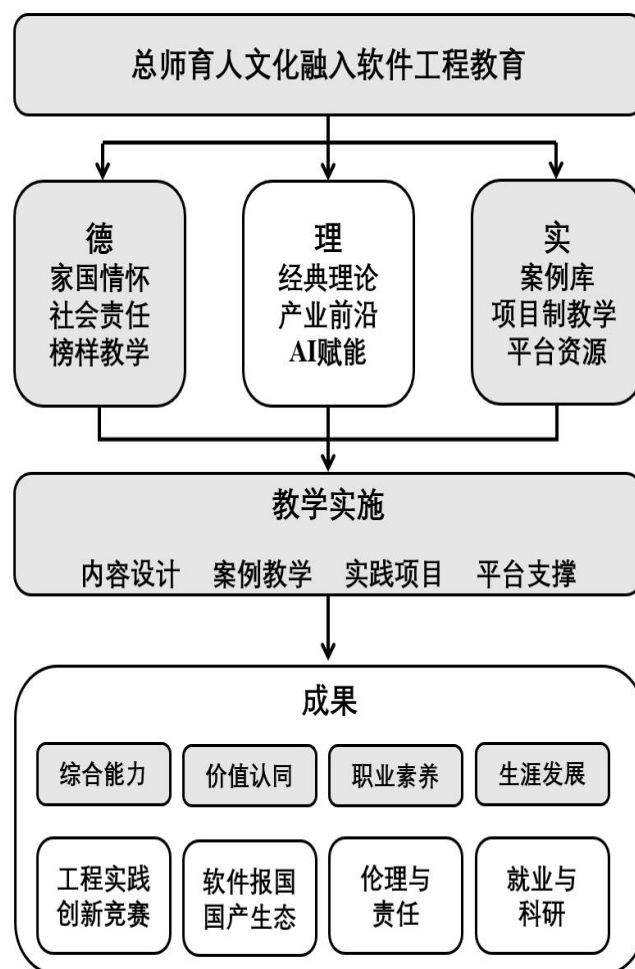 总师育人文化融入软件工程教育
德
家国情怀
社会责任
榜样教学
理
经典理论
产业前沿
AI赋能
实
案例库
项目制教学
平台资源
教学实施
内容设计 案例教学 实践项目 平台支撑
成果
综合能力 价值认同 职业素养 生涯发展
工程实践
创新竞赛
软件报国
国产生态
伦理与
责任
就业与
科研